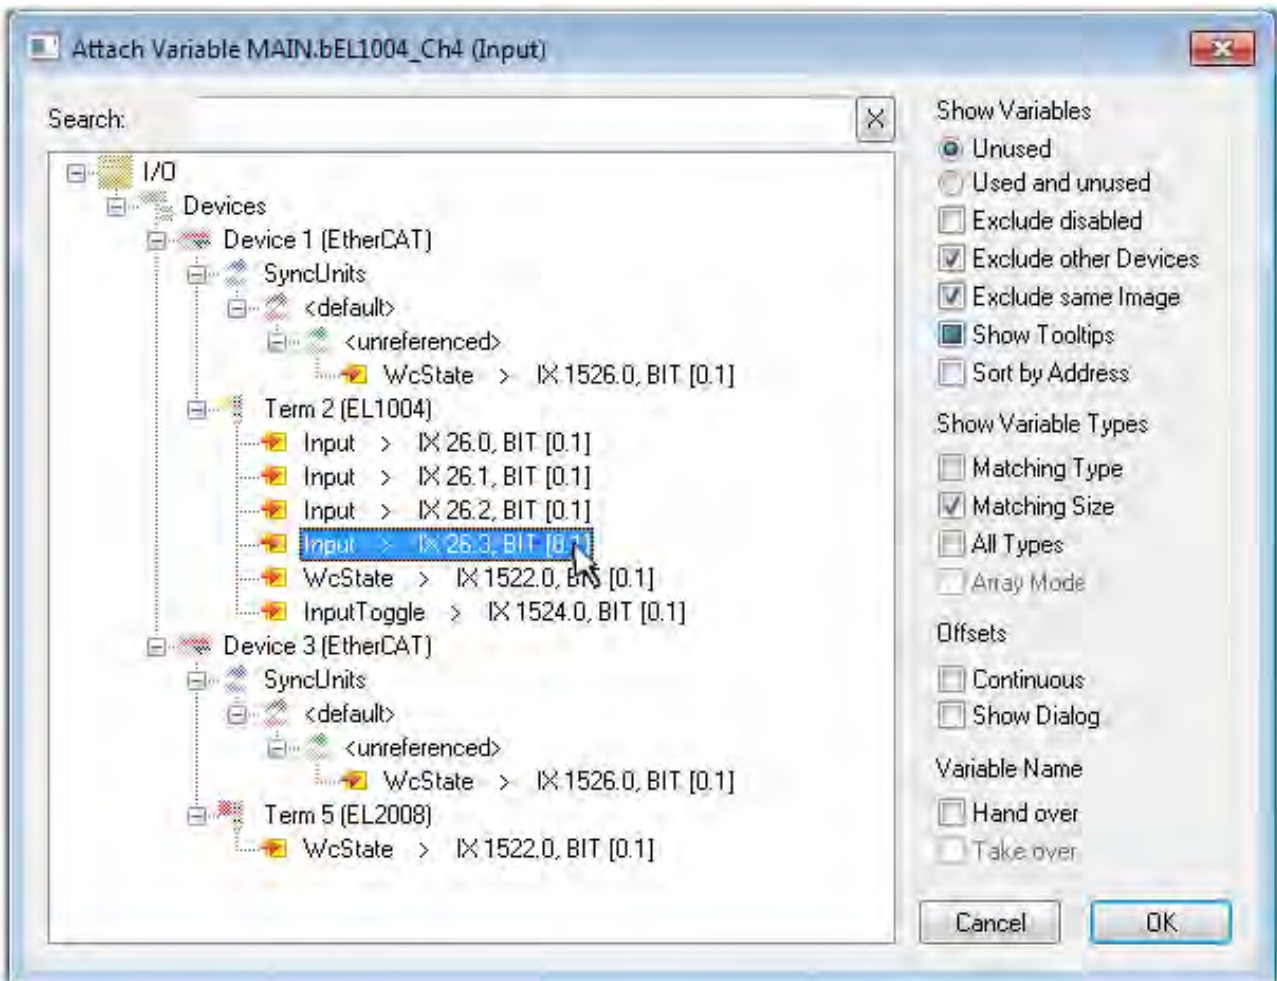 Attach Variable MAIN.bEL1004_Ch4 (Input)
Search:
I/O
Devices
Device 1 (EtherCAT)
SyncUnits
<default>
<unreferenced>
WcState > IX 1526.0, BIT [0.1]
Term 2 (EL1004)
Input > IX 26.0, BIT [0.1]
Input > IX 26.1, BIT [0.1]
Input > IX 26.2, BIT [0.1]
Input > IX 26.3, BIT [0.1]
WcState > IX 1522.0, BIT [0.1]
InputToggle > IX 1524.0, BIT [0.1]
Device 3 (EtherCAT)
SyncUnits
<default>
<unreferenced>
WcState > IX 1526.0, BIT [0.1]
Term 5 (EL2008)
WcState > IX 1522.0, BIT [0.1]
Show Variables
Unused
Used and unused
Exclude disabled
Exclude other Devices
Exclude same Image
Show Tooltips
Sort by Address
Show Variable Types
Matching Type
Matching Size
All Types
Array Mode
Offsets
Continuous
Show Dialog
Variable Name
Hand over
Take over
Cancel
OK